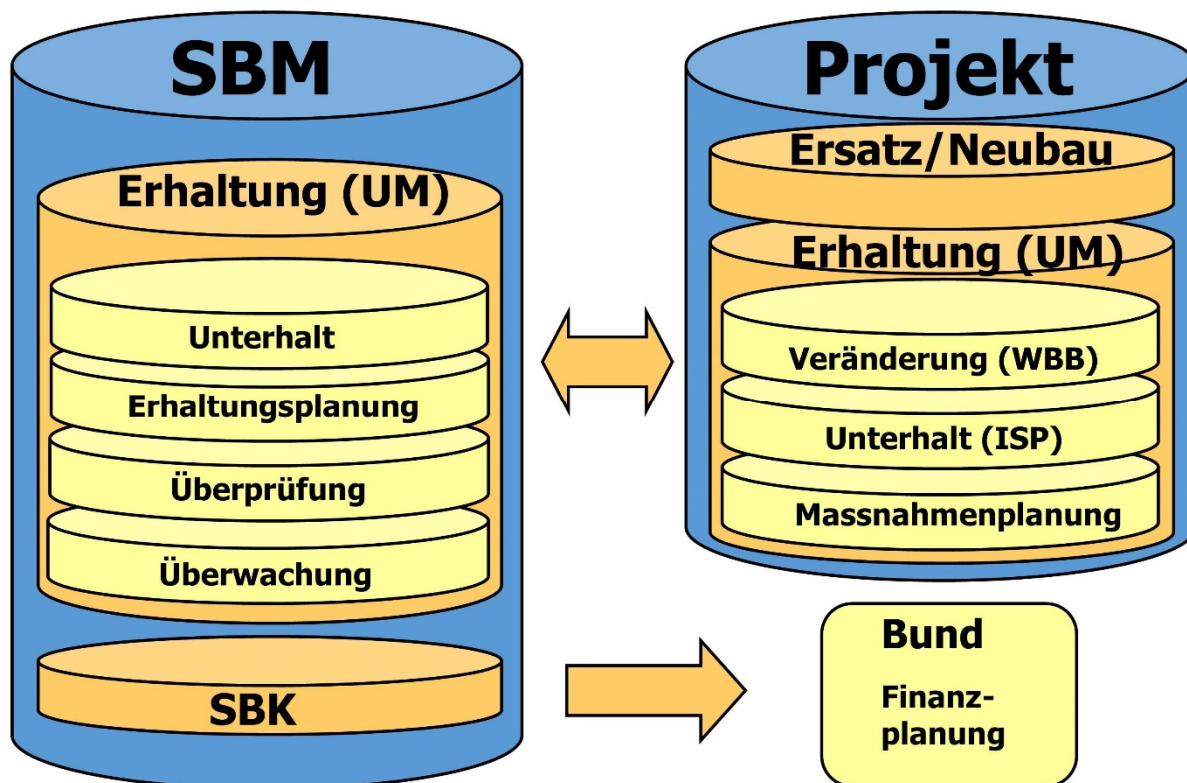 SBM
Erhaltung (UM)
Unterhalt
Erhaltungsplanung
Überprüfung
Überwachung
SBK
Projekt
Ersatz/Neubau
Erhaltung (UM)
Veränderung (WBB)
Unterhalt (ISP)
Massnahmenplanung
Bund
Finanz-
planung